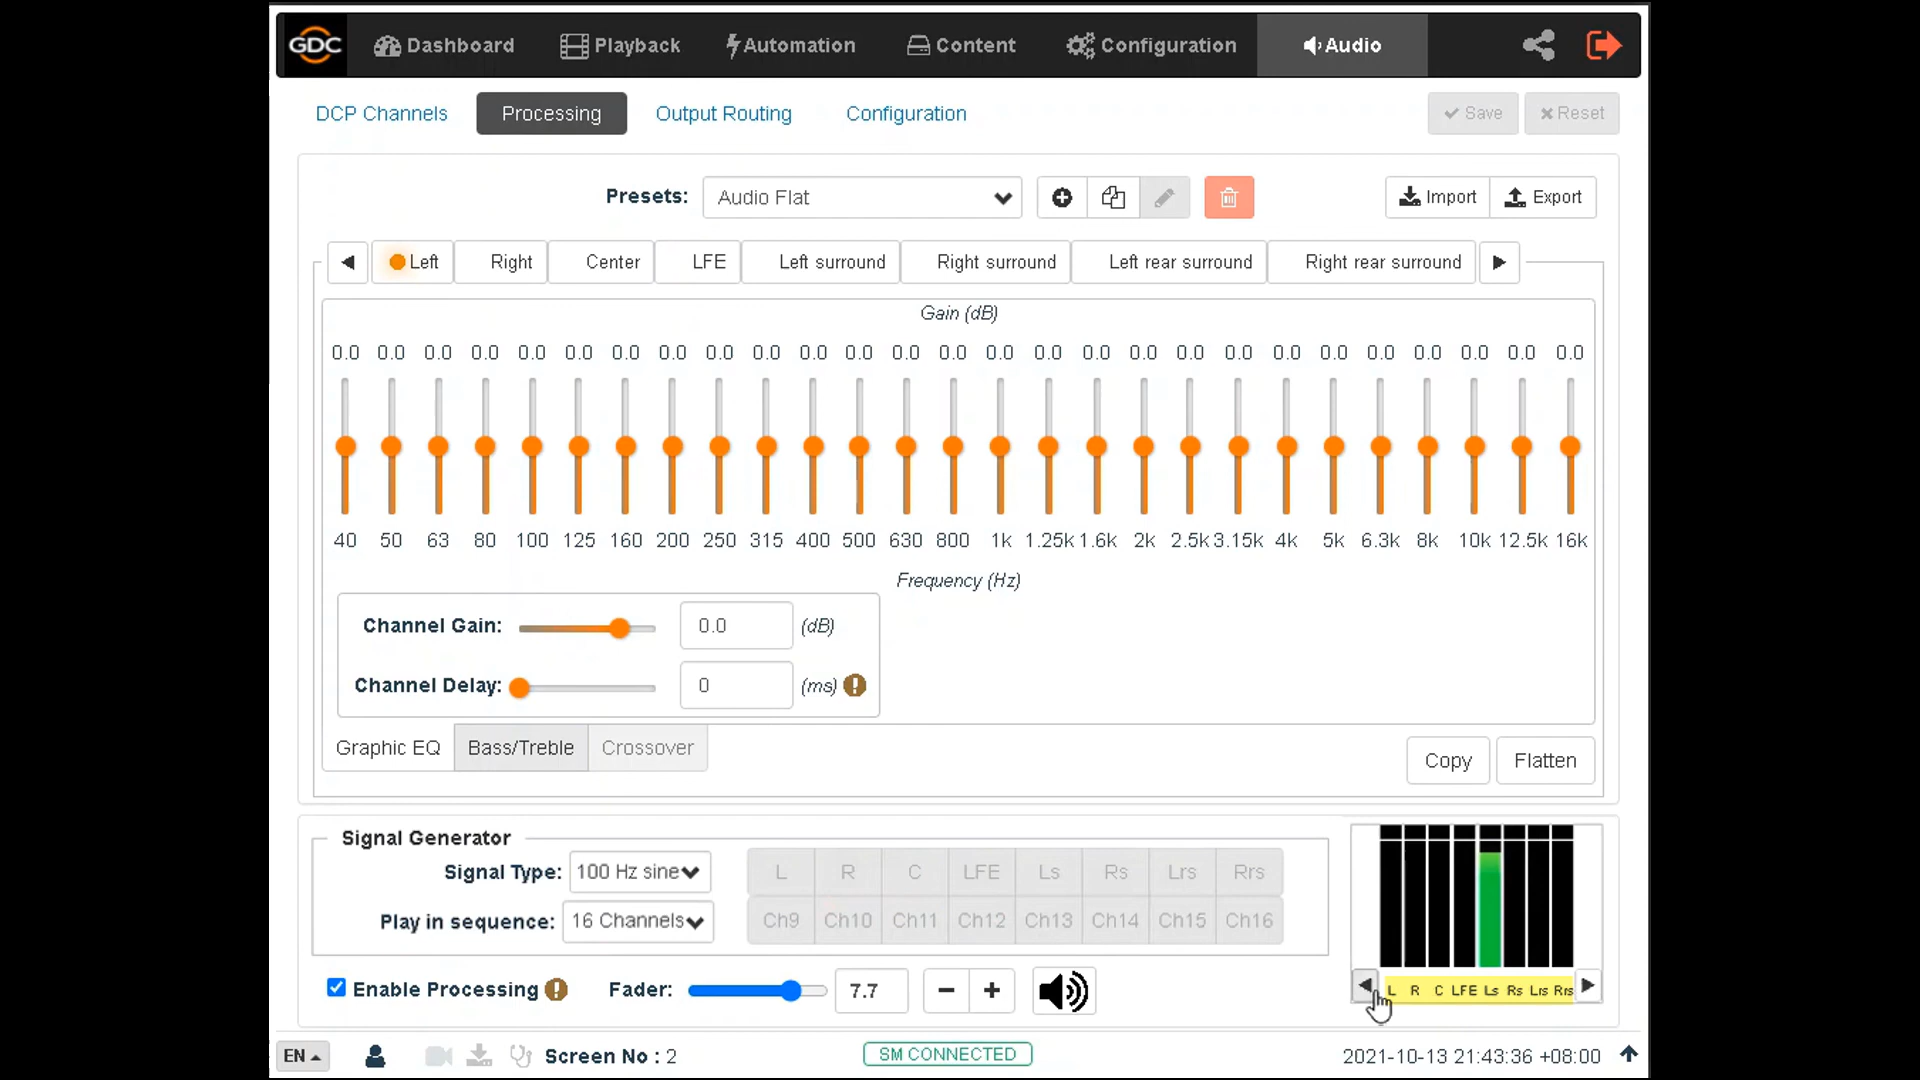 GDC Dashboard Playback Automation Content Configuration Audio
DCP Channels Processing Output Routing Configuration Save Reset
Presets: Audio Flat Import Export
Left Right Center LFE Left surround Right surround Left rear surround Right rear surround
Gain (dB)
0.0 0.0 0.0 0.0 0.0 0.0 0.0 0.0 0.0 0.0 0.0 0.0 0.0 0.0 0.0 0.0 0.0 0.0 0.0 0.0 0.0 0.0 0.0 0.0 0.0 0.0 0.0
40 50 63 80 100 125 160 200 250 315 400 500 630 800 1k 1.25k 1.6k 2k 2.5k 3.15k 4k 5k 6.3k 8k 10k 12.5k 16k
Frequency (Hz)
Channel Gain: 0.0 (dB)
Channel Delay: 0 (ms)
Graphic EQ Bass/Treble Crossover Copy Flatten
Signal Generator
Signal Type: 100 Hz sine L R C LFE Ls Rs Lrs Rrs
Play in sequence: 16 Channels Ch9 Ch10 Ch11 Ch12 Ch13 Ch14 Ch15 Ch16
Enable Processing Fader: 7.7 L R C LFE Ls Rs Lrs Rrs
EN Screen No : 2 SM CONNECTED 2021-10-13 21:43:36 +08:00